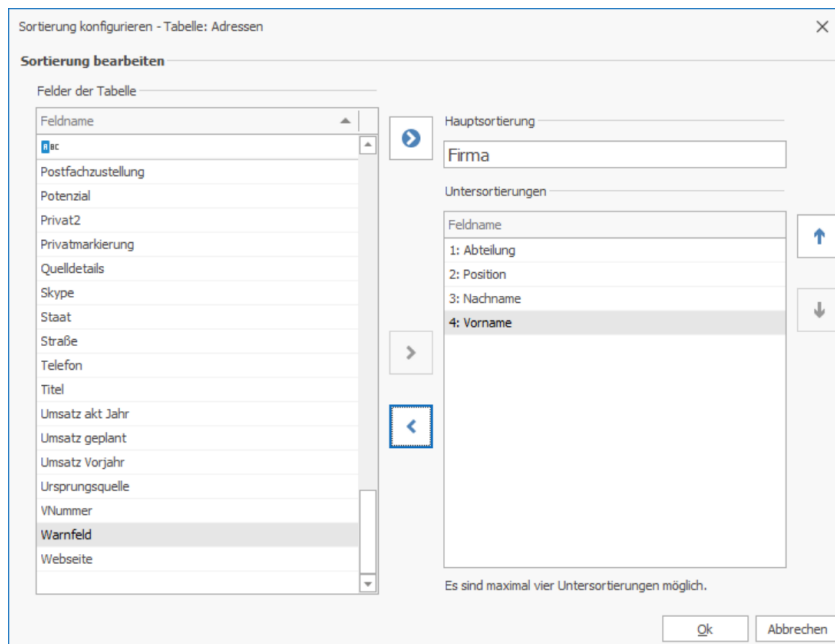 Sortierung konfigurieren - Tabelle: Adressen
Sortierung bearbeiten
Felder der Tabelle
Feldname
ABC
Postfachzustellung
Potenzial
Privat2
Privatmarkierung
Quelldetails
Skype
Staat
Straße
Telefon
Titel
Umsatz akt Jahr
Umsatz geplant
Umsatz Vorjahr
Ursprungsquelle
VNummer
Warnfeld
Webseite
Hauptsortierung
Firma
Untersortierungen
Feldname
1: Abteilung
2: Position
3: Nachname
4: Vorname
Es sind maximal vier Untersortierungen möglich.
Ok
Abbrechen